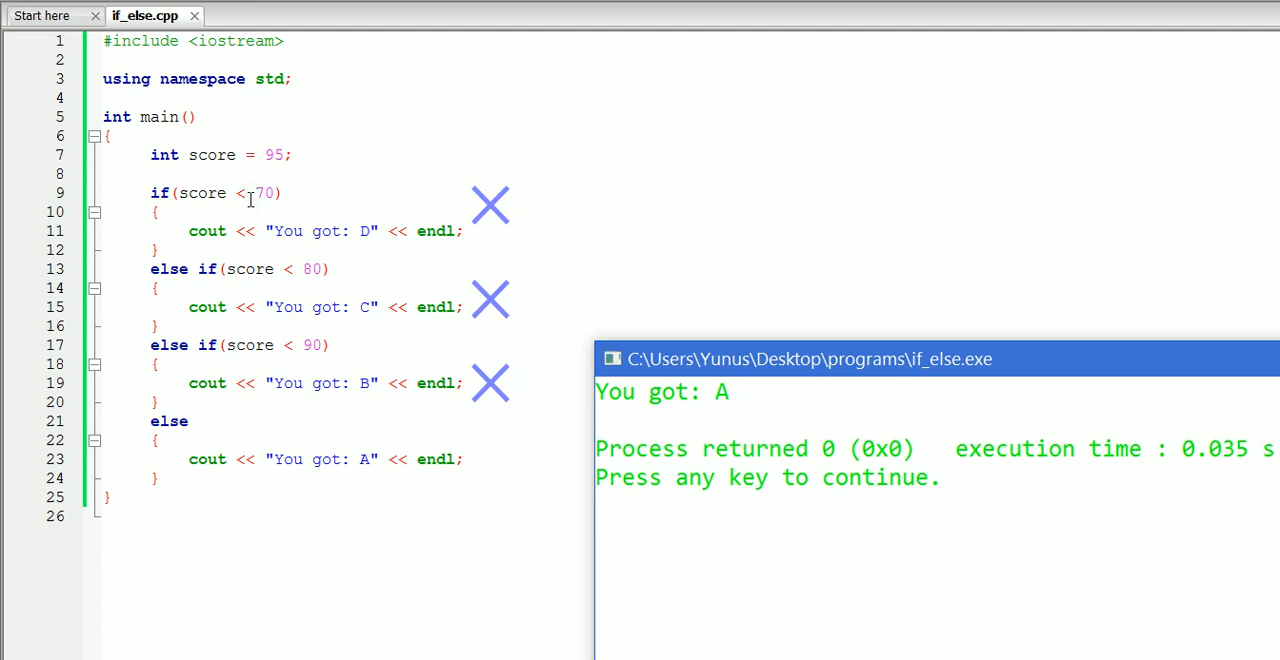 Start here × if_else.cpp ×
1 #include <iostream>
2
3 using namespace std;
4
5 int main()
6 {
7 int score = 95;
8
9 if(score < 70)
10 {
11 cout << "You got: D" << endl;
12 }
13 else if(score < 80)
14 {
15 cout << "You got: C" << endl;
16 }
17 else if(score < 90)
18 {
19 cout << "You got: B" << endl;
20 }
21 else
22 {
23 cout << "You got: A" << endl;
24 }
25 }
26
C:\Users\Yunus\Desktop\programs\if_else.exe
You got: A
Process returned 0 (0x0) execution time : 0.035 s
Press any key to continue.